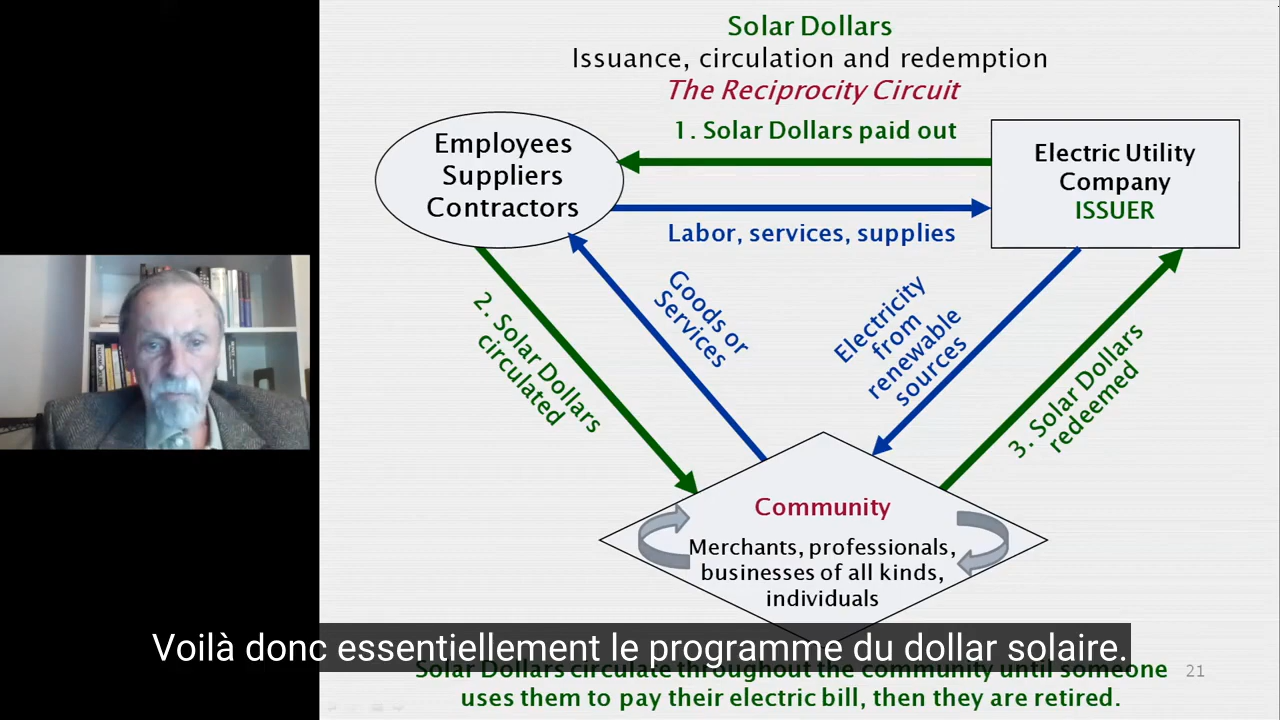 Solar Dollars
Issuance, circulation and redemption
The Reciprocity Circuit
1. Solar Dollars paid out
Employees
Suppliers
Contractors
Electric Utility
Company
ISSUER
Labor, services, supplies
2. Solar Dollars
circulated
Goods or
Services
Electricity
from
renewable
sources
3. Solar Dollars
redeemed
Community
Merchants, professionals,
businesses of all kinds,
individuals
Voilà donc essentiellement le programme du dollar solaire.
Solar Dollars circulate throughout the community until someone
uses them to pay their electric bill, then they are retired.
21